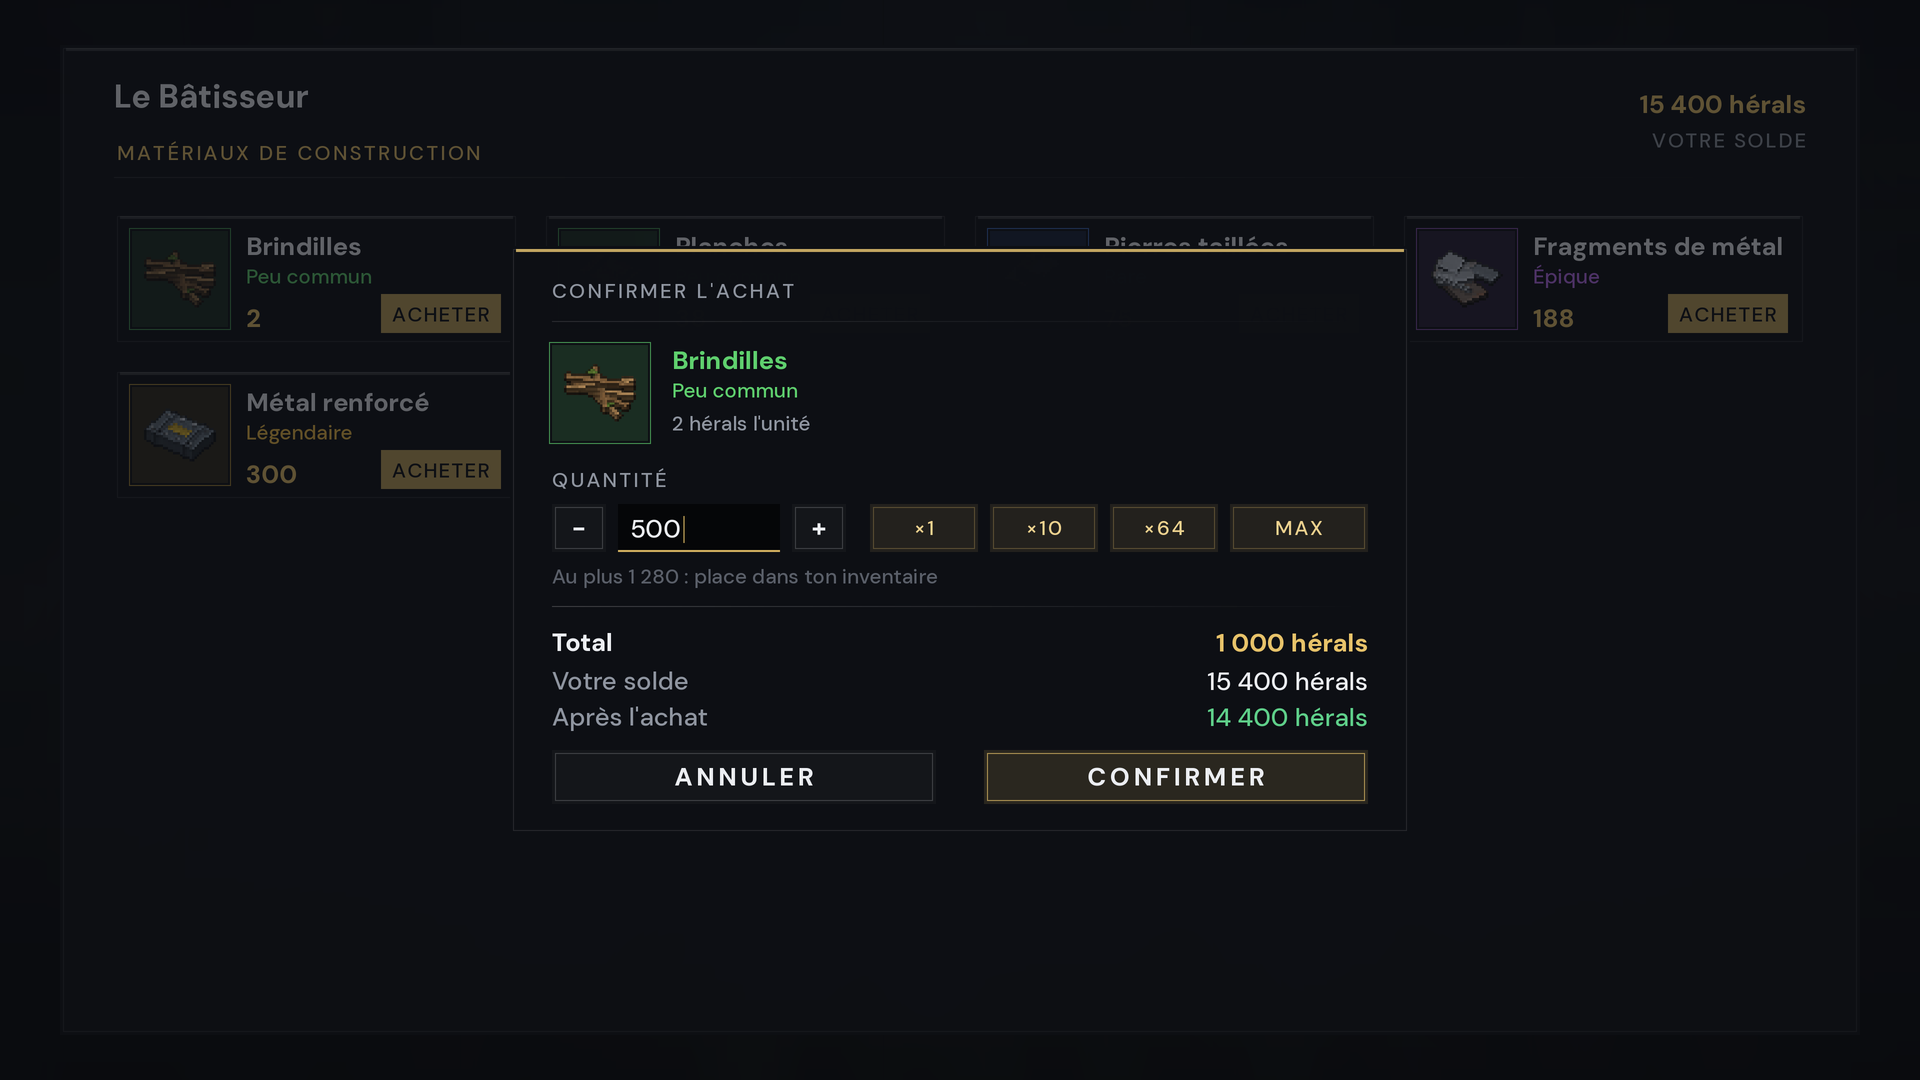 Le Bâtisseur
15 400 hérals
VOTRE SOLDE
MATÉRIAUX DE CONSTRUCTION
Brindilles
Peu commun
2
ACHETER
Planches
Pierres taillées
Fragments de métal
Épique
188
ACHETER
Métal renforcé
Légendaire
300
ACHETER
CONFIRMER L'ACHAT
Brindilles
Peu commun
2 hérals l'unité
QUANTITÉ
-
500
+
×1
×10
×64
MAX
Au plus 1 280 : place dans ton inventaire
Total
1 000 hérals
Votre solde
15 400 hérals
Après l'achat
14 400 hérals
ANNULER
CONFIRMER